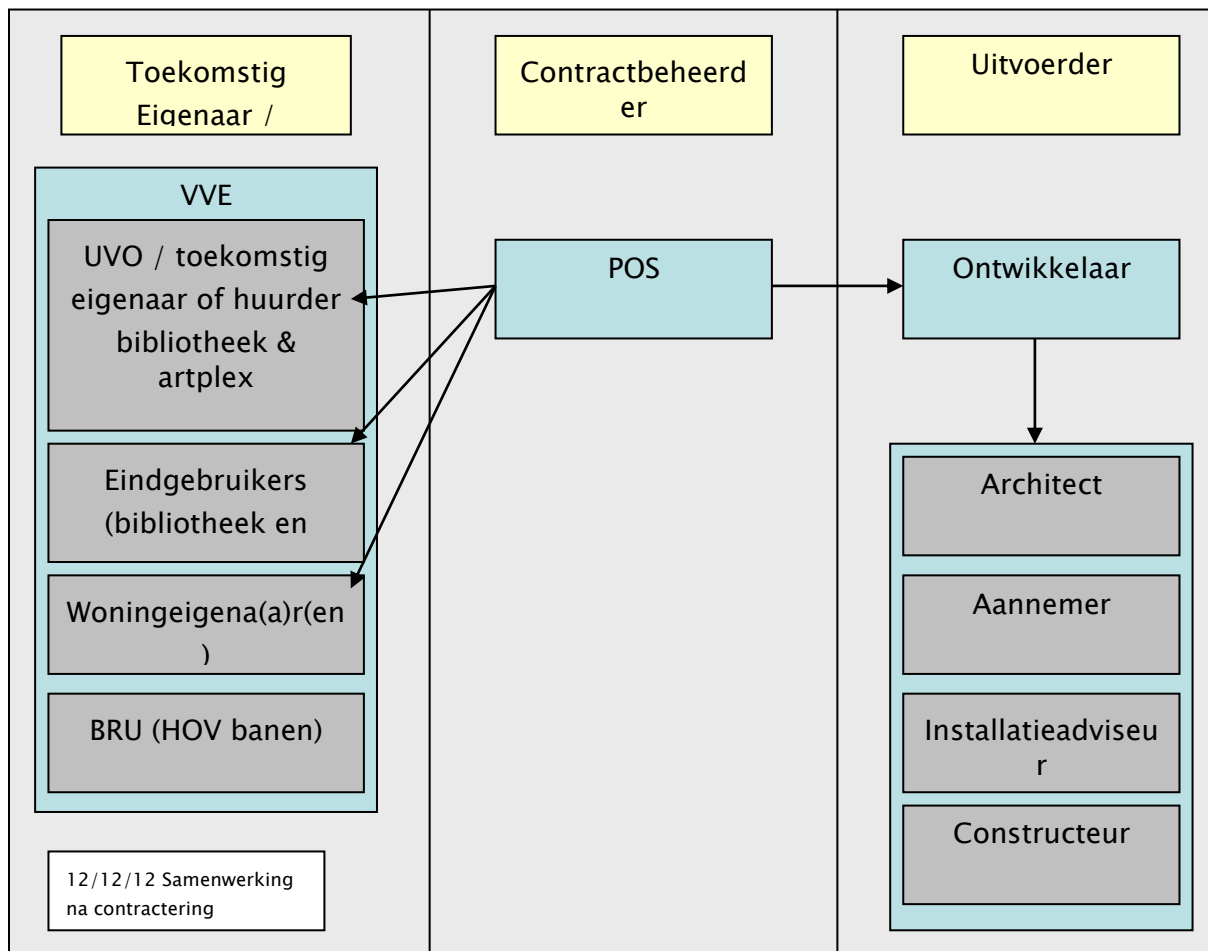 Toekomstig
Eigenaar /
Contractbeheerd
er
Uitvoerder
VVE
UVO / toekomstig
eigenaar of huurder
bibliotheek &
artplex
POS
Ontwikkelaar
Eindgebruikers
(bibliotheek en
Woningeigena(a)r(en
)
BRU (HOV banen)
Architect
Aannemer
Installatieadviseu
r
Constructeur
12/12/12 Samenwerking
na contractering